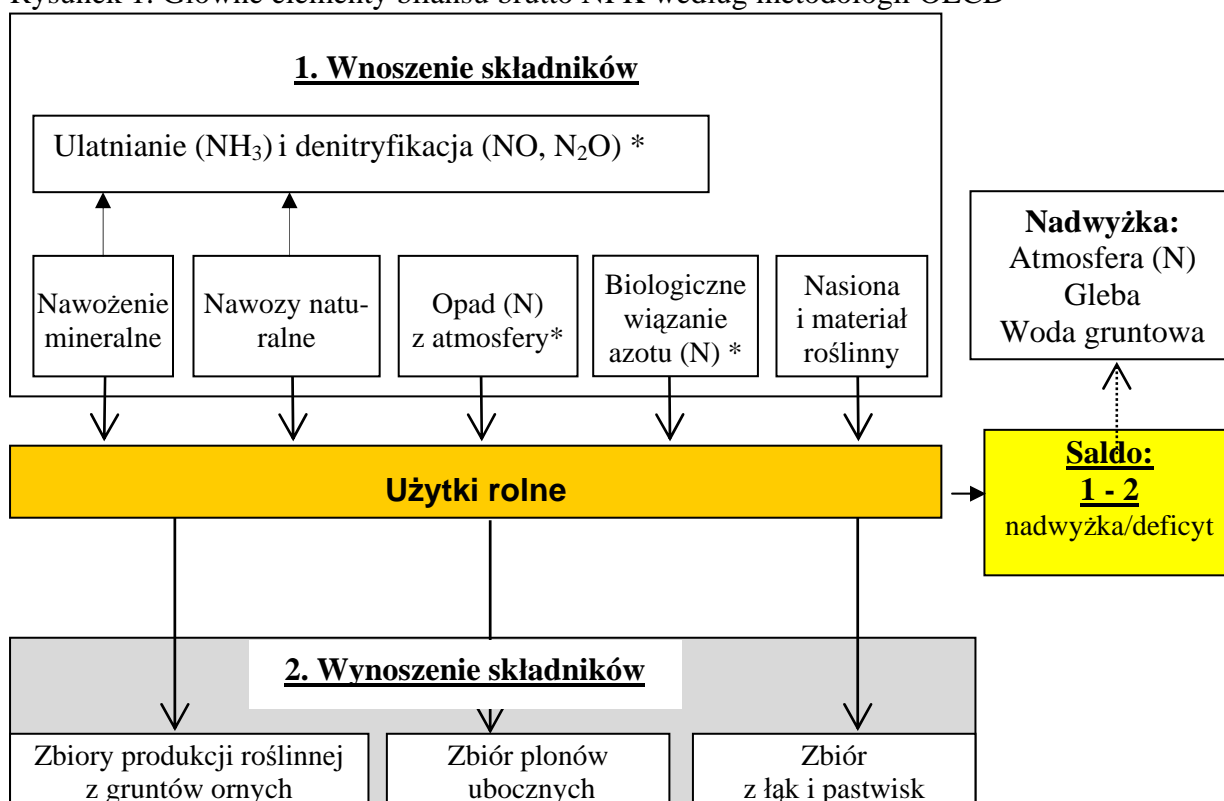 Rysunek 1. Główne elementy bilansu brutto NPK według metodologii OECD
1. Wnoszenie składników
Ulatnianie (NH₃) i denitryfikacja (NO, N₂O) *
Nawożenie
mineralne
Nawozy natu-
ralne
Opad (N)
z atmosfery*
Biologiczne
wiązanie
azotu (N) *
Nasiona
i materiał
roślinny
Nadwyżka:
Atmosfera (N)
Gleba
Woda gruntowa
Użytki rolne
Saldo:
1 - 2
nadwyżka/deficyt
2. Wynoszenie składników
Zbiory produkcji roślinnej
z gruntów ornych
Zbiór plonów
ubocznych
Zbiór
z łąk i pastwisk